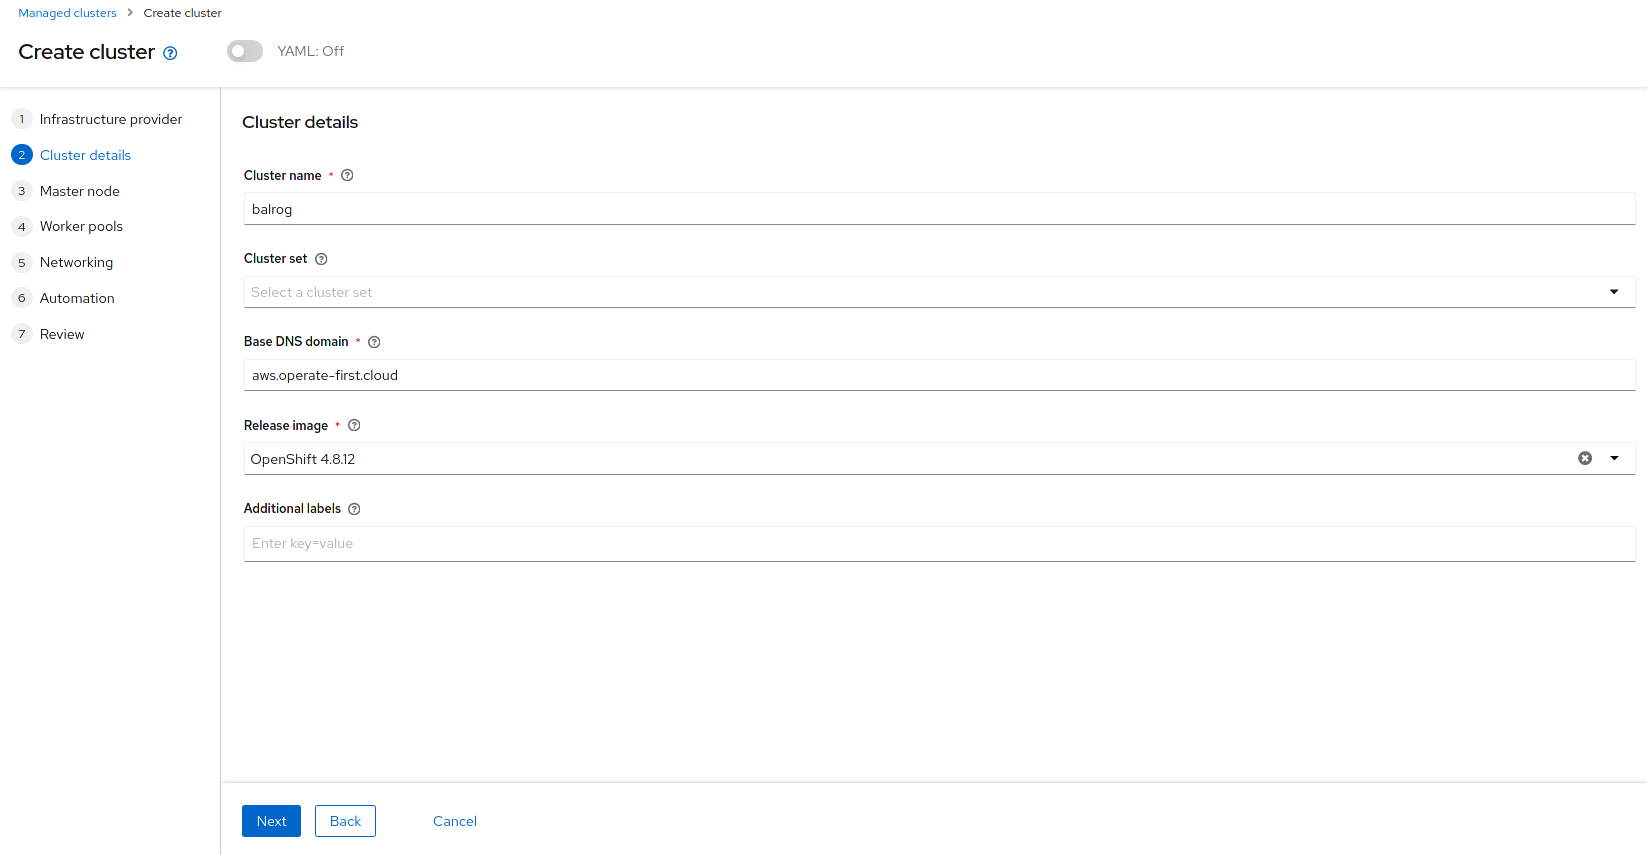 Managed clusters > Create cluster
Create cluster ? YAML: Off
1 Infrastructure provider
2 Cluster details
3 Master node
4 Worker pools
5 Networking
6 Automation
7 Review
Cluster details
Cluster name * ?
balrog
Cluster set ?
Select a cluster set
Base DNS domain * ?
aws.operate-first.cloud
Release image * ?
OpenShift 4.8.12
Additional labels ?
Enter key=value
Next Back Cancel